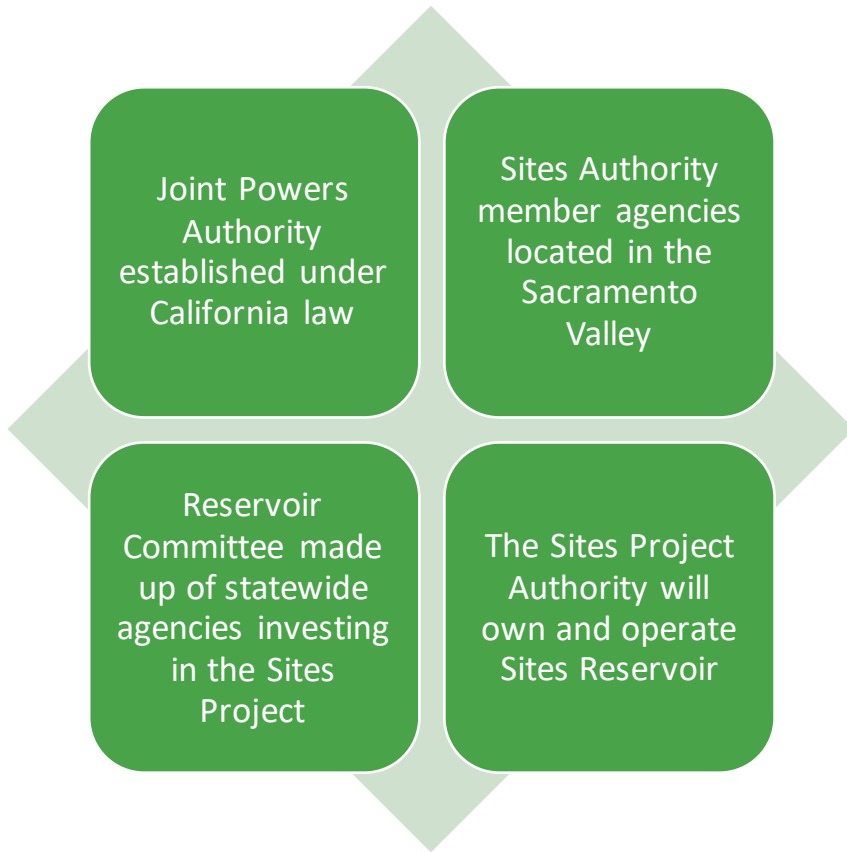 Joint Powers
Authority
established under
California law
Sites Authority
member agencies
located in the
Sacramento
Valley
Reservoir
Committee made
up of statewide
agencies investing
in the Sites
Project
The Sites Project
Authority will
own and operate
Sites Reservoir